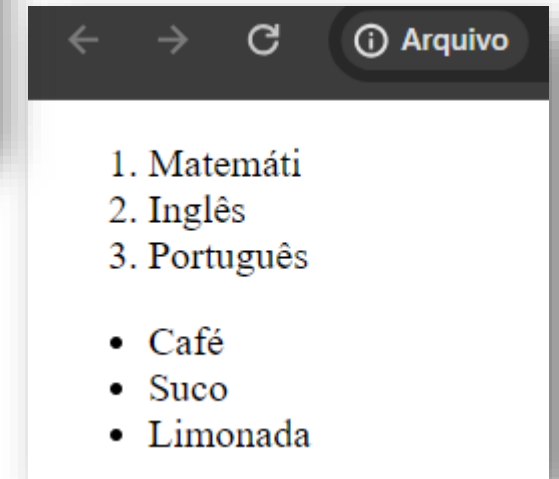 Arquivo
1. Matemáti
2. Inglês
3. Português
• Café
• Suco
• Limonada